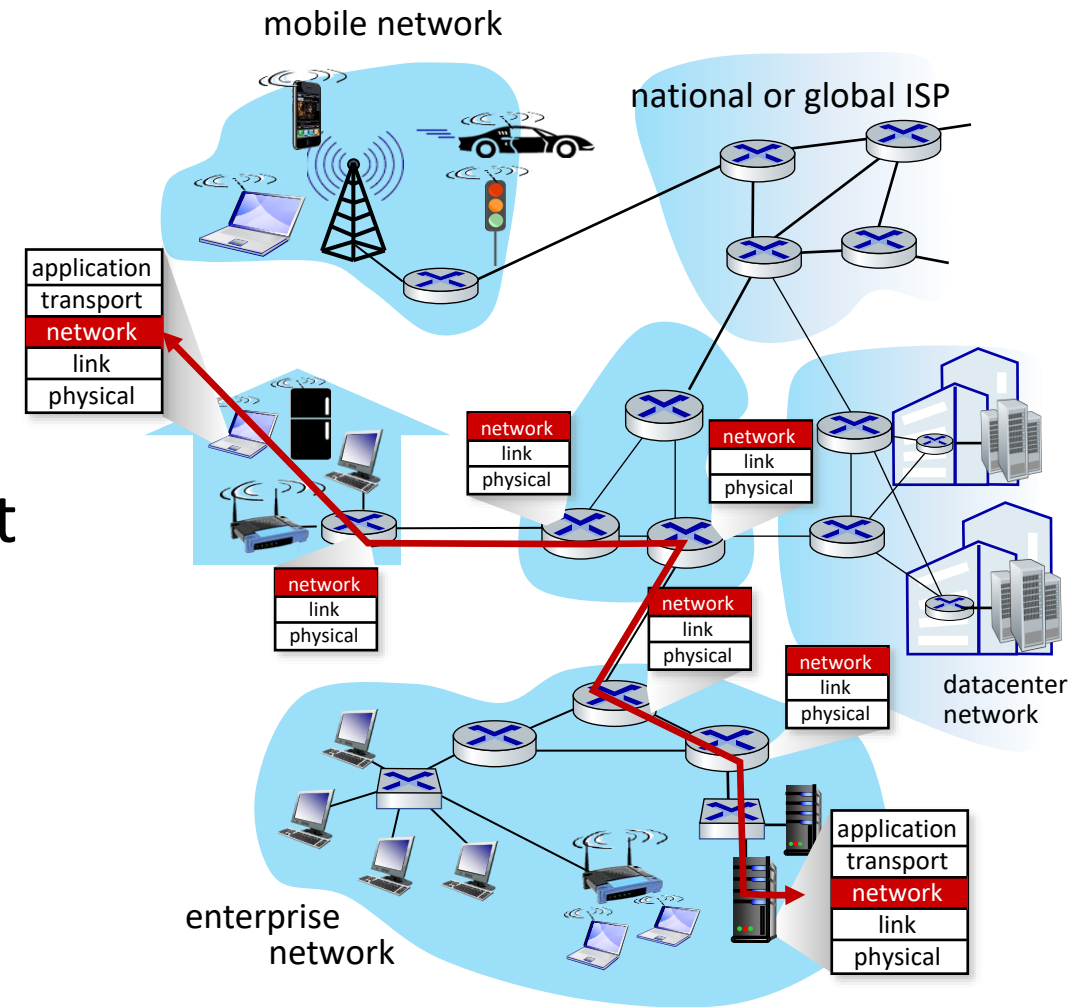 mobile network
national or global ISP
application
transport
network
link
physical
network
link
physical
network
link
physical
t
network
link
physical
network
link
physical
network
link
physical
datacenter
network
application
transport
network
link
physical
enterprise
network